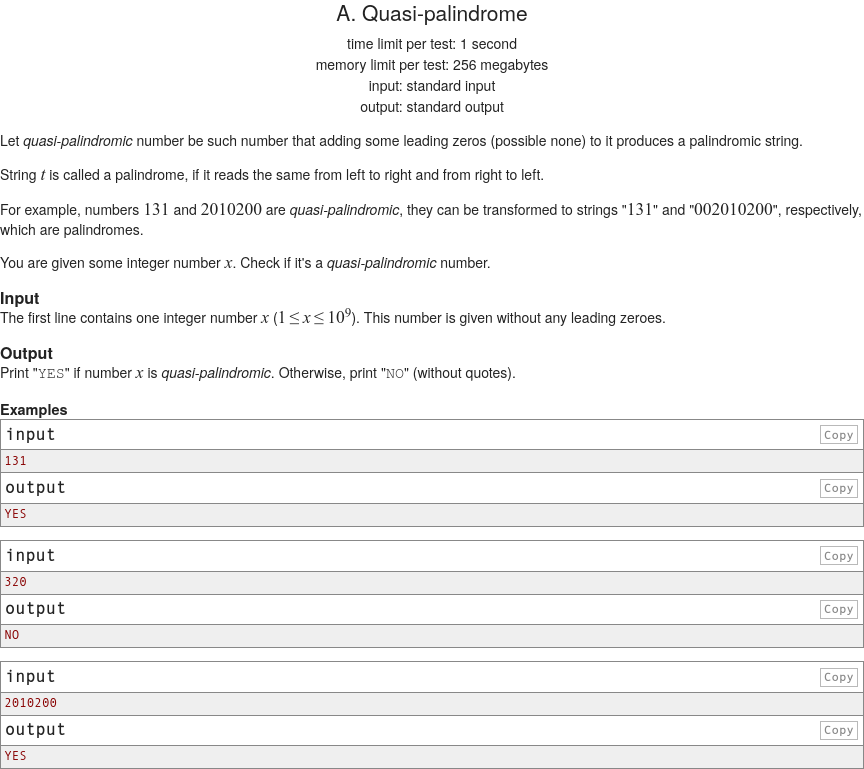 A. Quasi-palindrome
time limit per test: 1 second
memory limit per test: 256 megabytes
input: standard input
output: standard output
Let quasi-palindromic number be such number that adding some leading zeros (possible none) to it produces a palindromic string.
String t is called a palindrome, if it reads the same from left to right and from right to left.
For example, numbers 131 and 2010200 are quasi-palindromic, they can be transformed to strings "131" and "002010200", respectively,
which are palindromes.
You are given some integer number x. Check if it's a quasi-palindromic number.
Input
The first line contains one integer number x (1 ≤ x ≤ 10⁹). This number is given without any leading zeroes.
Output
Print "YES" if number x is quasi-palindromic. Otherwise, print "NO" (without quotes).
Examples
input Copy
131
output Copy
YES
input Copy
320
output Copy
NO
input Copy
2010200
output Copy
YES